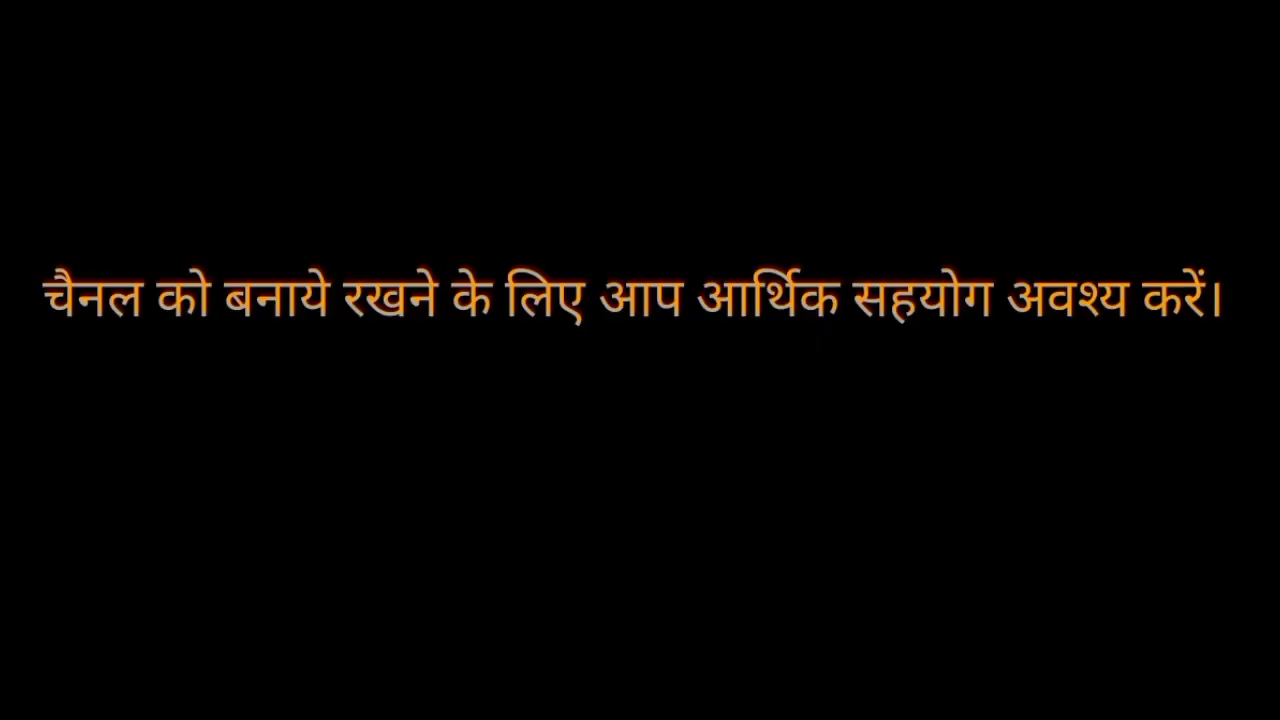 चैनल को बनाये रखने के लिए आप आर्थिक सहयोग अवश्य करें।